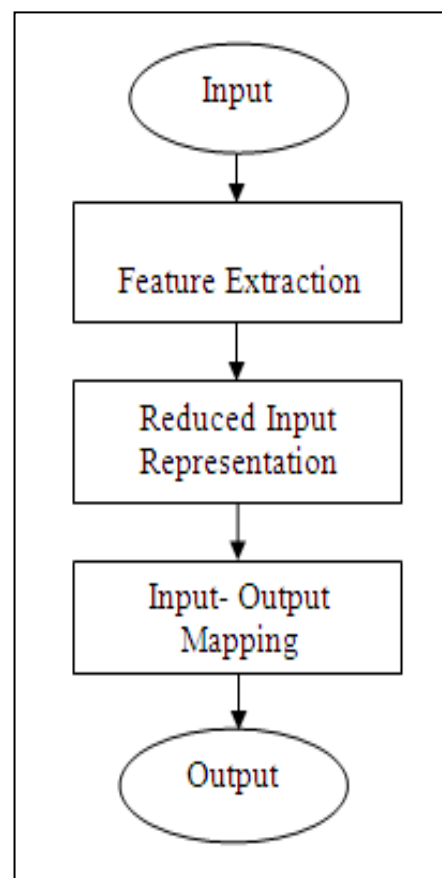 Input
Feature Extraction
Reduced Input
Representation
Input- Output
Mapping
Output